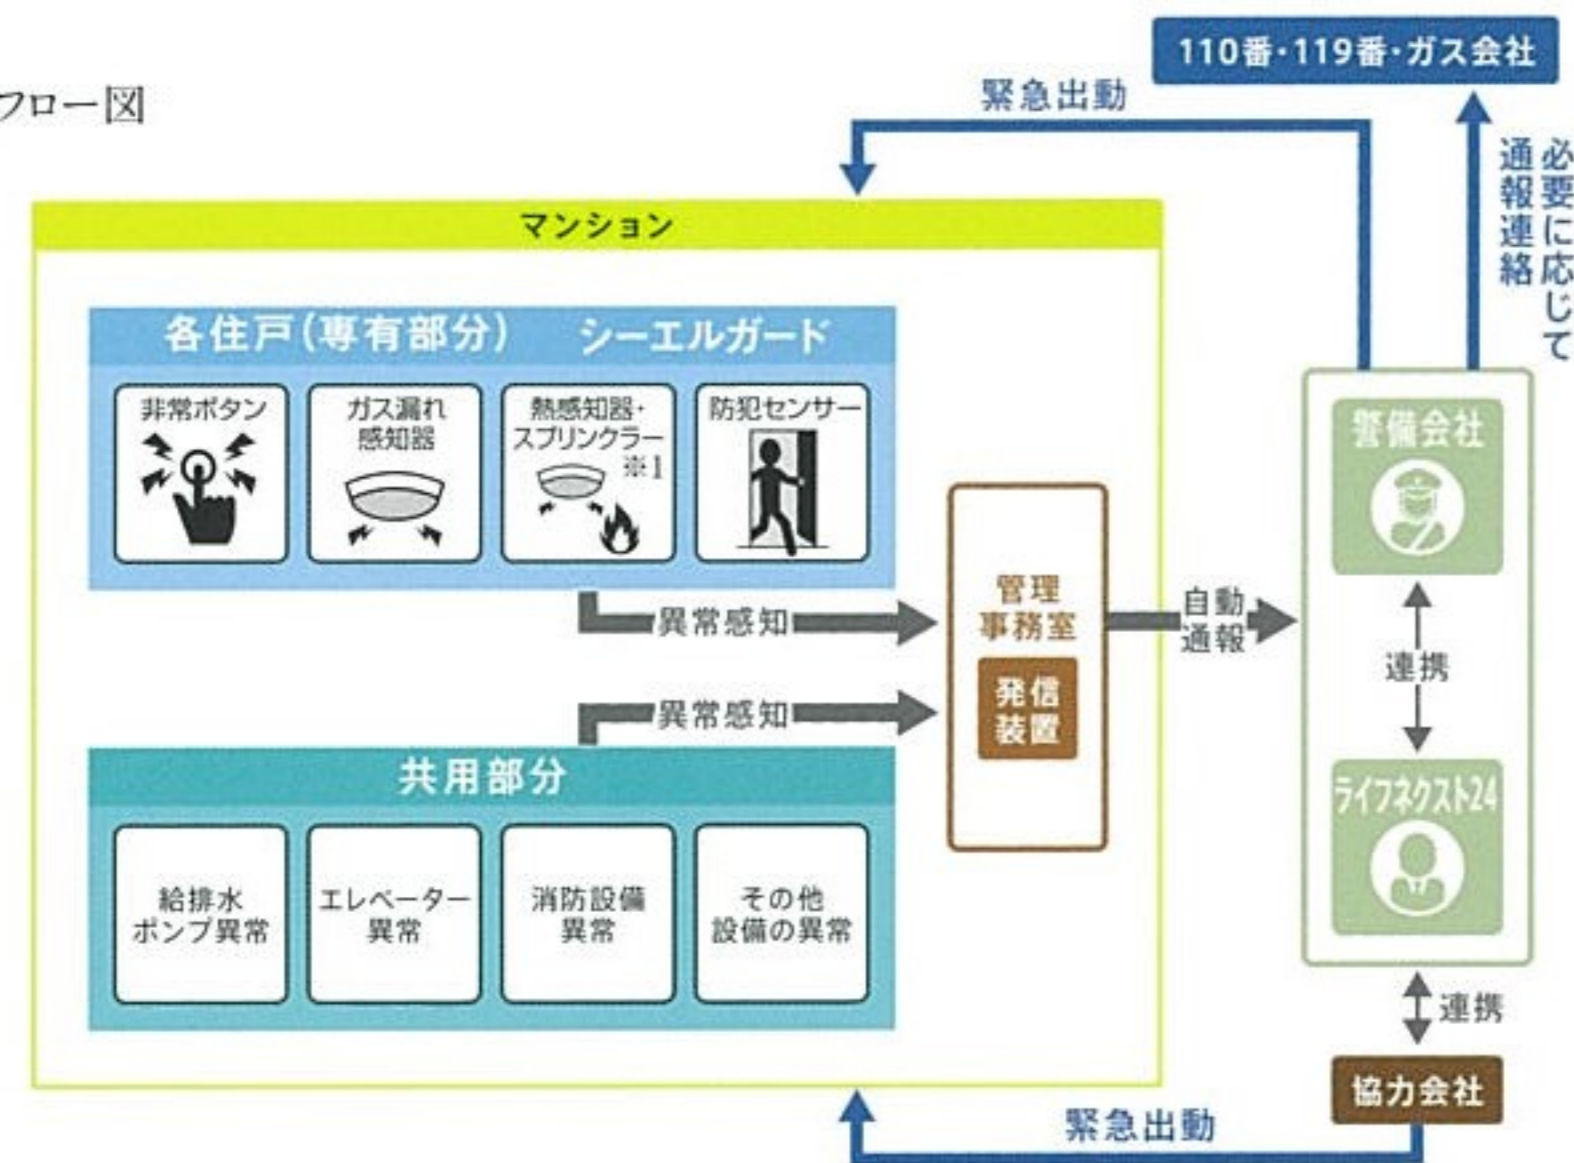 フロー図
110番・119番・ガス会社
緊急出動
必要に応じて
通報連絡
マンション
各住戸(専有部分) シーエルガード
非常ボタン
ガス漏れ
感知器
熱感知器・
スプリンクラー
※1
防犯センサー
異常感知
管理
事務室
発信
装置
自動
通報
警備会社
連携
ライフネクスト24
異常感知
共用部分
給排水
ポンプ異常
エレベーター
異常
消防設備
異常
その他
設備の異常
連携
協力会社
緊急出動